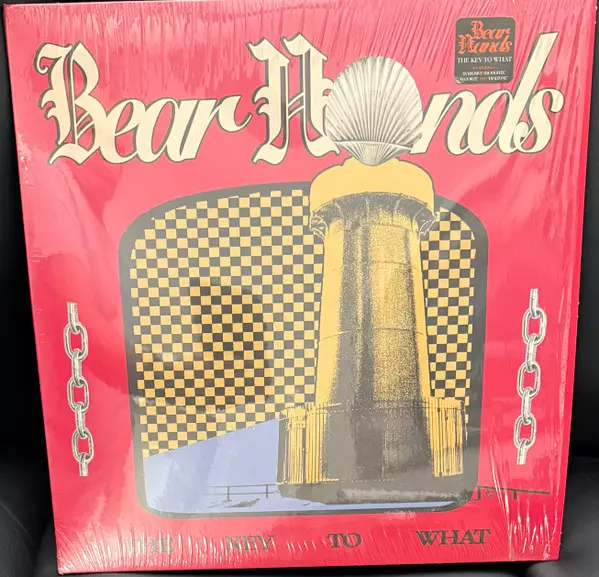 Bear Hands
Bear
Hands
THE KEY TO WHAT
THE KEY TO WHAT